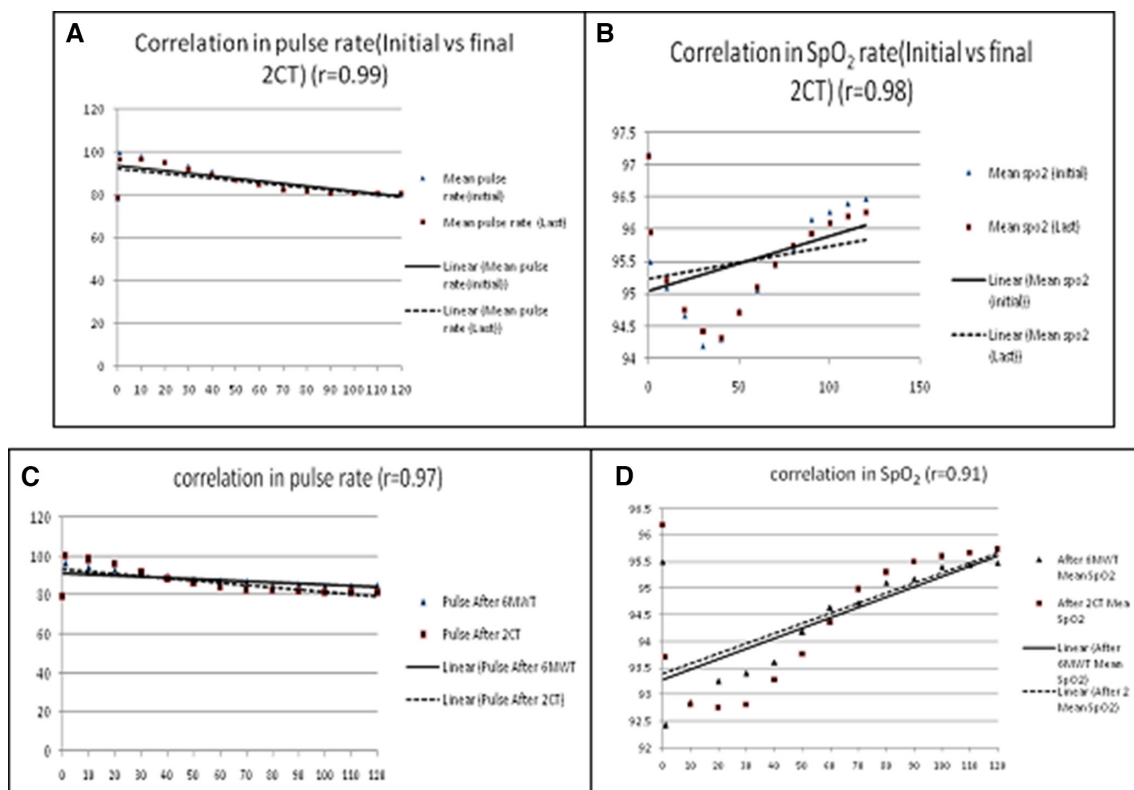 A
Correlation in pulse rate(Initial vs final
2CT) (r=0.99)
120
100
80
60
40
20
0
0 10 20 30 40 50 60 70 80 90 100 110 120
Mean pulse
rate(initial)
Mean pulse rate (Last)
Linear (Mean pulse
rate(initial))
Linear (Mean pulse
rate (Last))
B
Correlation in SpO₂ rate(Initial vs final
2CT) (r=0.98)
97.5
97
96.5
96
95.5
95
94.5
94
0 50 100 150
Mean spo2 (initial)
Mean spo2 (Last)
Linear (Mean spo2
(initial))
Linear (Mean spo2
(Last))
C
correlation in pulse rate (r=0.97)
120
100
80
60
40
20
0
0 10 20 30 40 50 60 70 80 90 100 110 120
Pulse After 6MWT
Pulse After 2CT
Linear (Pulse After 6MWT
Linear (Pulse After 2CT)
D
correlation in SpO₂ (r=0.91)
96.5
96
95.5
95
94.5
94
93.5
93
92.5
92
0 10 20 30 40 50 60 70 80 90 100 110 120
After 6MWT
Mean SpO2
After 2CT Mean
SpO2
Linear (After
6MWT Mean
SpO2)
Linear (After 2
Mean SpO2)